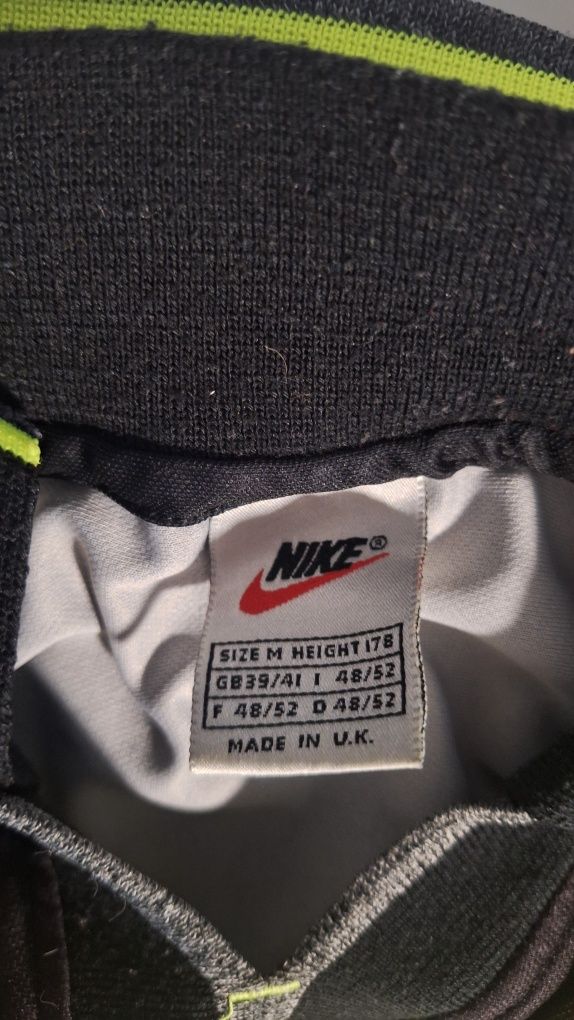 NIKE®
SIZE M HEIGHT 178
GB39/41 I 48/52
F 48/52 D 48/52
MADE IN U.K.